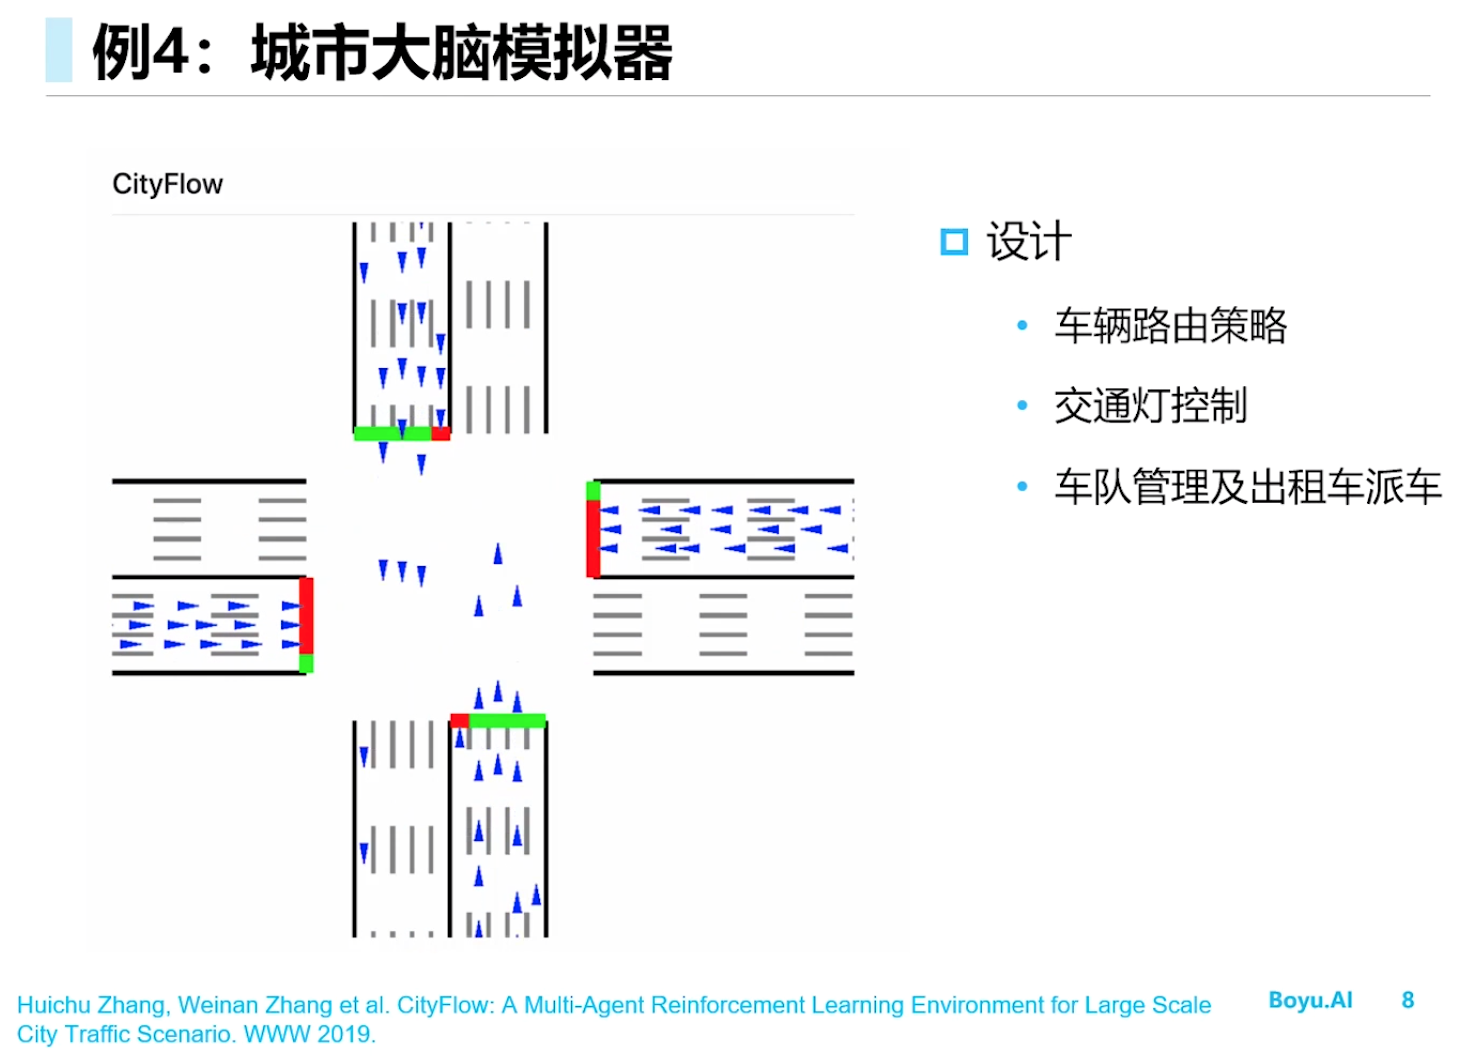 例4：城市大脑模拟器
CityFlow
设计
车辆路由策略
交通灯控制
车队管理及出租车派车
Huichu Zhang, Weinan Zhang et al. CityFlow: A Multi-Agent Reinforcement Learning Environment for Large Scale
City Traffic Scenario. WWW 2019.
Boyu.AI 8